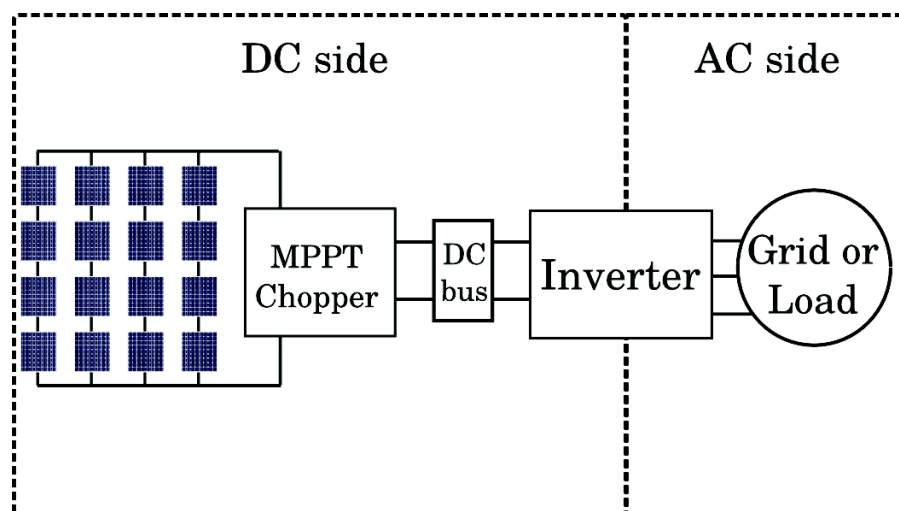 DC side
AC side
MPPT
Chopper
DC
bus
Inverter
Grid or
Load